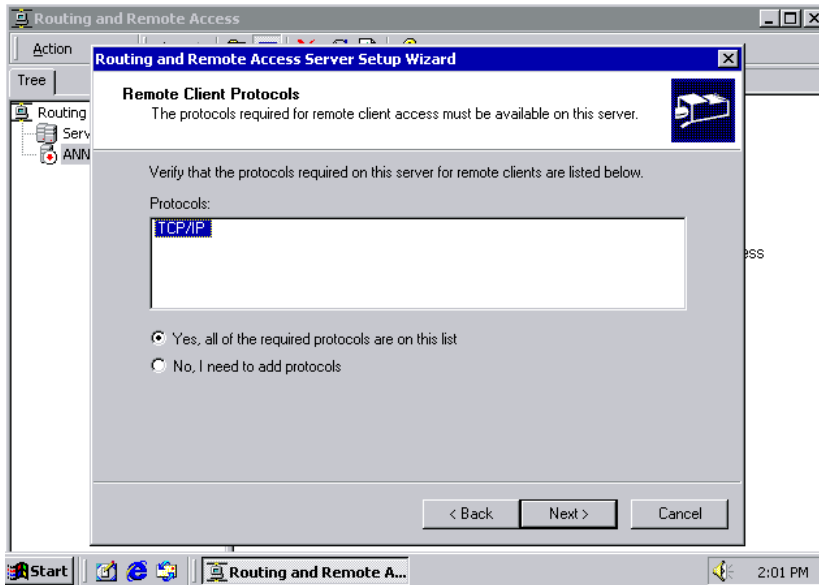 Routing and Remote Access
Action
Routing and Remote Access Server Setup Wizard
Tree
Remote Client Protocols
The protocols required for remote client access must be available on this server.
Routing
Serv
ANN
Verify that the protocols required on this server for remote clients are listed below.
Protocols:
TCP/IP
ess
Yes, all of the required protocols are on this list
No, I need to add protocols
< Back
Next >
Cancel
Start
Routing and Remote A...
2:01 PM